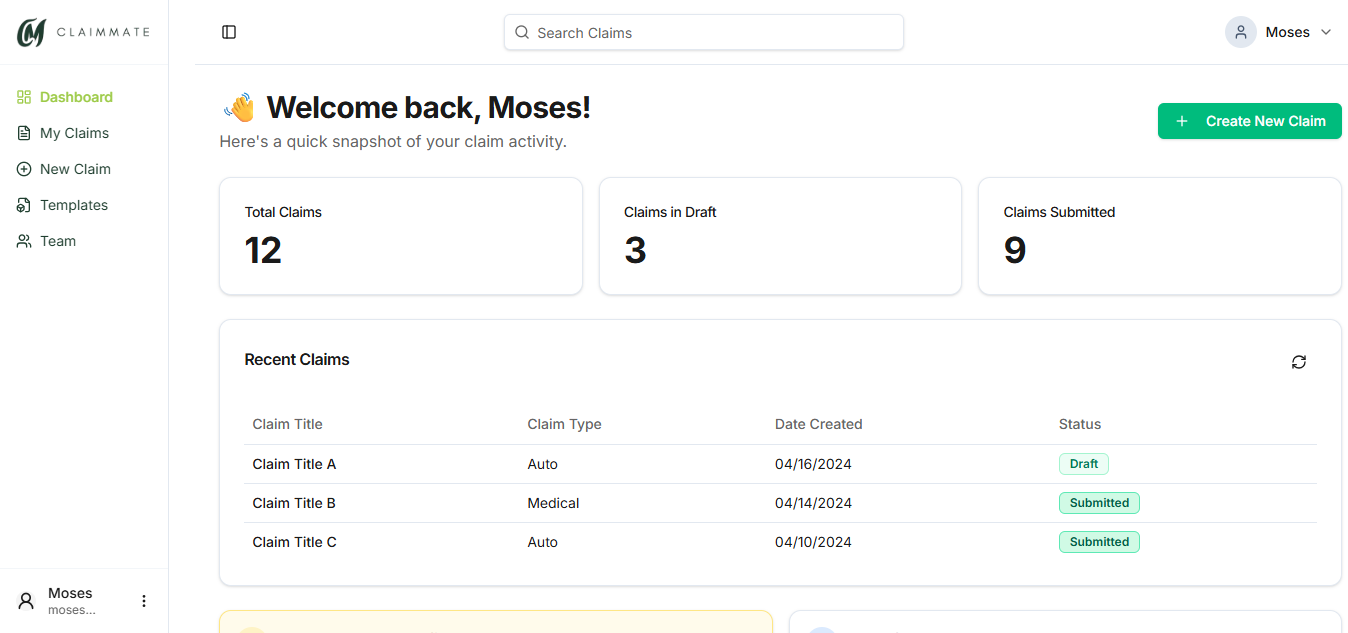 CLAIMMATE
Search Claims
Moses
Dashboard
My Claims
New Claim
Templates
Team
👋 Welcome back, Moses!
Here's a quick snapshot of your claim activity.
Create New Claim
Total Claims
12
Claims in Draft
3
Claims Submitted
9
Recent Claims
Claim Title Claim Type Date Created Status
Claim Title A Auto 04/16/2024 Draft
Claim Title B Medical 04/14/2024 Submitted
Claim Title C Auto 04/10/2024 Submitted
Moses
moses...